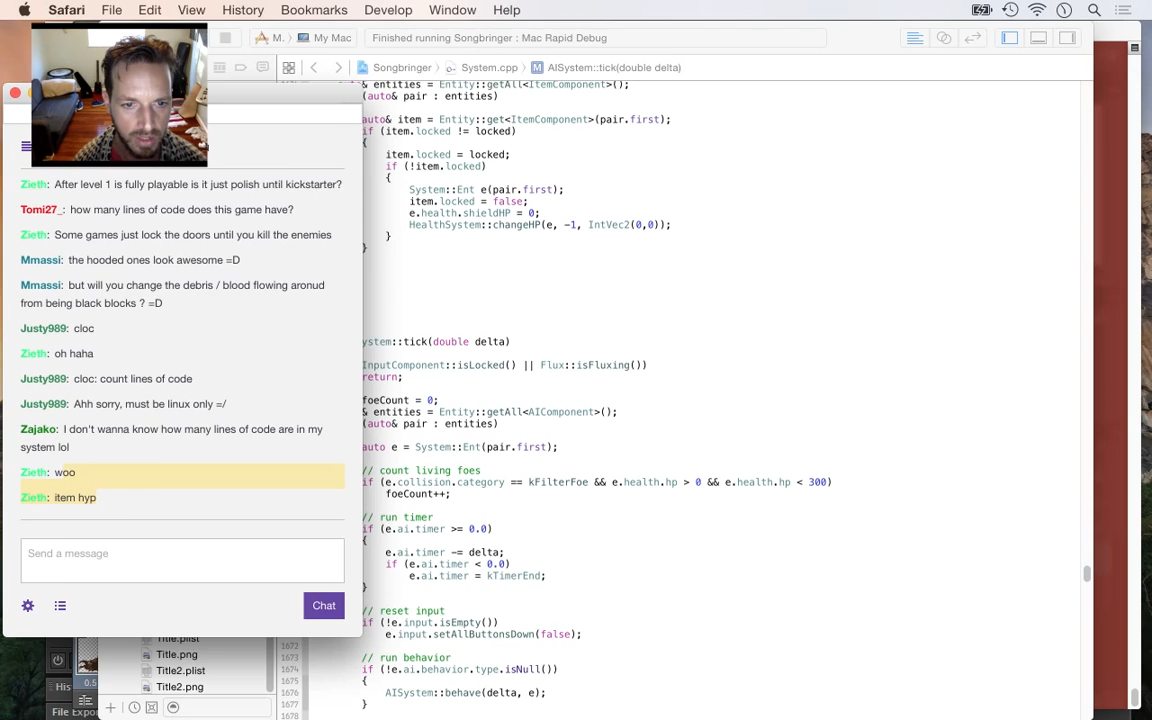 Safari File Edit View History Bookmarks Develop Window Help
M. My Mac Finished running Songbringer : Mac Rapid Debug
Songbringer System.cpp M AISystem::tick(double delta)
Zieth: After level 1 is fully playable is it just polish until kickstarter?
Tomi27_: how many lines of code does this game have?
Zieth: Some games just lock the doors until you kill the enemies
Mmassi: the hooded ones look awesome =D
Mmassi: but will you change the debris / blood flowing aronud
from being black blocks ? =D
Justy989: cloc
Zieth: oh haha
Justy989: cloc: count lines of code
Justy989: Ahh sorry, must be linux only =/
Zajako: I don't wanna know how many lines of code are in my
system lol
Zieth: woo
Zieth: item hyp
Send a message
Chat
& entities = Entity::getAll<ItemComponent>();
(auto& pair : entities)
auto& item = Entity::get<ItemComponent>(pair.first);
if (item.locked != locked)
{
item.locked = locked;
if (!item.locked)
{
System::Ent e(pair.first);
item.locked = false;
e.health.shieldHP = 0;
HealthSystem::changeHP(e, -1, IntVec2(0,0));
}
}
ystem::tick(double delta)
InputComponent::isLocked() || Flux::isFluxing())
return;
foeCount = 0;
& entities = Entity::getAll<AIComponent>();
(auto& pair : entities)
auto e = System::Ent(pair.first);
// count living foes
if (e.collision.category == kFilterFoe && e.health.hp > 0 && e.health.hp < 300)
foeCount++;
// run timer
if (e.ai.timer >= 0.0)
{
e.ai.timer -= delta;
if (e.ai.timer < 0.0)
e.ai.timer = kTimerEnd;
}
// reset input
if (!e.input.isEmpty())
e.input.setAllButtonsDown(false);
// run behavior
if (!e.ai.behavior.type.isNull())
{
AISystem::behave(delta, e);
}
1672
1673
1674
1675
1676
1677
1678
Title.plist
Title.png
Title2.plist
Title2.png
0.5
His
File Expor